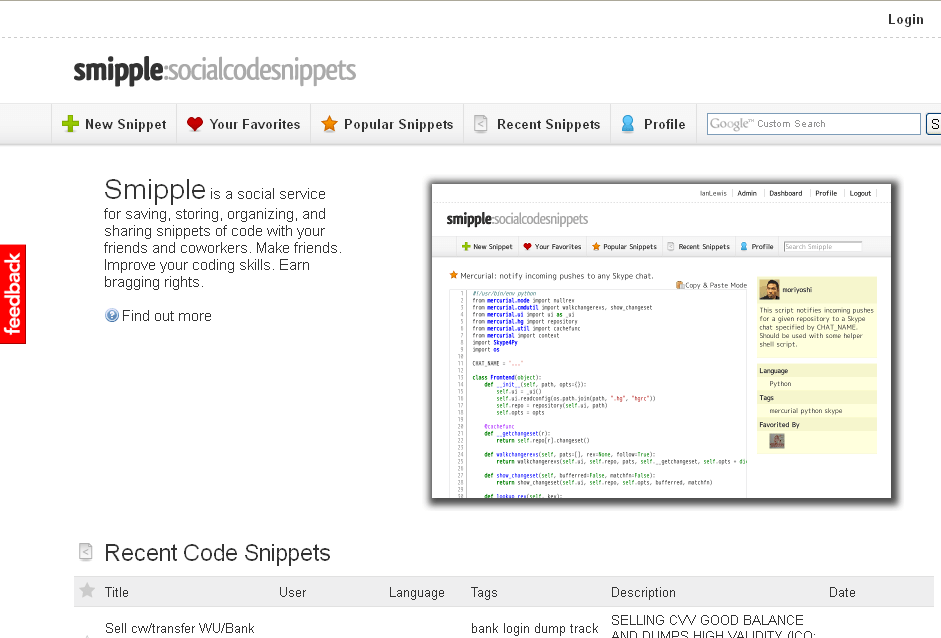 Login
smipple:socialcodesnippets
New Snippet
Your Favorites
Popular Snippets
Recent Snippets
Profile
Google™ Custom Search
S
Smipple is a social service
for saving, storing, organizing, and
sharing snippets of code with your
friends and coworkers. Make friends.
Improve your coding skills. Earn
bragging rights.
Find out more
feedback
IanLewis Admin Dashboard Profile Logout
smipple:socialcodesnippets
New Snippet Your Favorites Popular Snippets Recent Snippets Profile Search Smipple
Mercurial: notify incoming pushes to any Skype chat.
Copy & Paste Mode
#!/usr/bin/env python
from mercurial.node import nullrev
from mercurial.cmdutil import walkchangerevs, show_changeset
from mercurial.ui import ui as _ui
from mercurial.hg import repository
from mercurial.util import cachefunc
from mercurial import context
import Skype4Py
import os
CHAT_NAME = "..."
class Frontend(object):
def __init__(self, path, opts={}):
self.ui = _ui()
self.ui.readconfig(os.path.join(path, ".hg", "hgrc"))
self.repo = repository(self.ui, path)
self.opts = opts
@cachefunc
def __getchangeset(r):
return self.repo[r].changeset()
def walkchangerevs(self, pats=[], rev=None, follow=True):
return walkchangerevs(self.ui, self.repo, pats, self.__getchangeset, self.opts + di
def show_changeset(self, bufferred=False, matchfn=False):
return show_changeset(self.ui, self.repo, self.opts, bufferred, matchfn)
def lookup_rev(self, key):
moriyoshi
This script notifies incoming pushes
for a given repository to a Skype
chat specified by CHAT_NAME.
Should be used with some helper
shell script.
Language
Python
Tags
mercurial python skype
Favorited By
Recent Code Snippets
Title User Language Tags Description Date
Sell cw/transfer WU/Bank bank login dump track SELLING CVV GOOD BALANCE
AND DUMPS HIGH VALIDITY (ICQ: